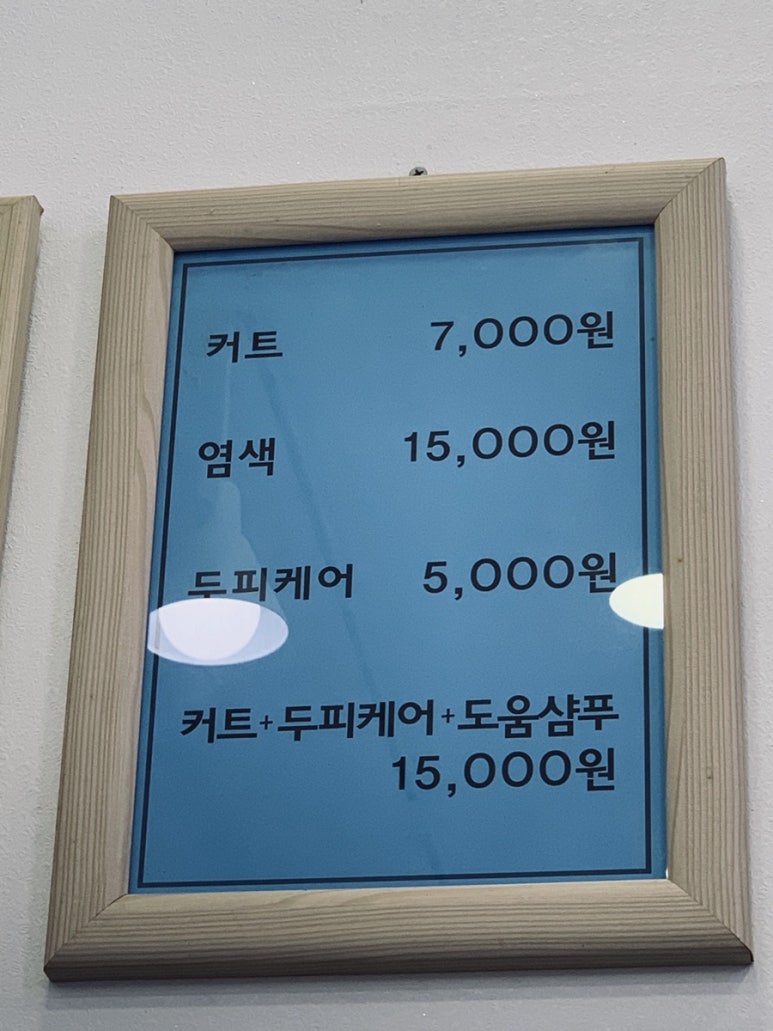 커트 7,000원
염색 15,000원
두피케어 5,000원
커트+두피케어+도움샴푸
15,000원